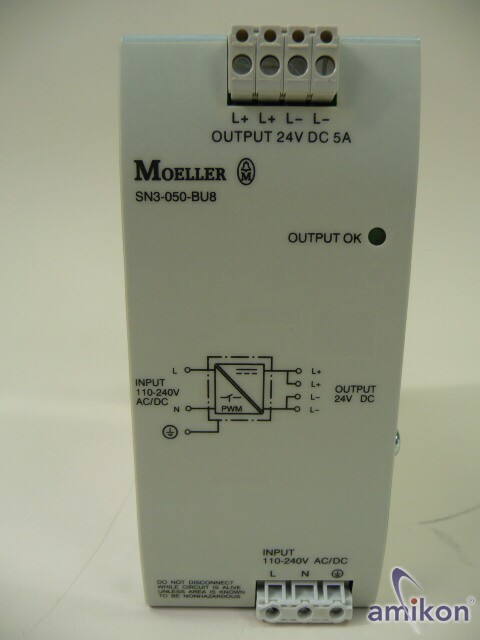 L+ L+ L- L-
OUTPUT 24V DC 5A
MOELLER M
SN3-050-BU8
OUTPUT OK
L
L+
L+
INPUT
110-240V
AC/DC
OUTPUT
24V DC
L-
N
PWM
L-
INPUT
110-240V AC/DC
L N
DO NOT DISCONNECT
WHILE CIRCUIT IS ALIVE
UNLESS AREA IS KNOWN
TO BE NONHAZARDOUS
amikon®